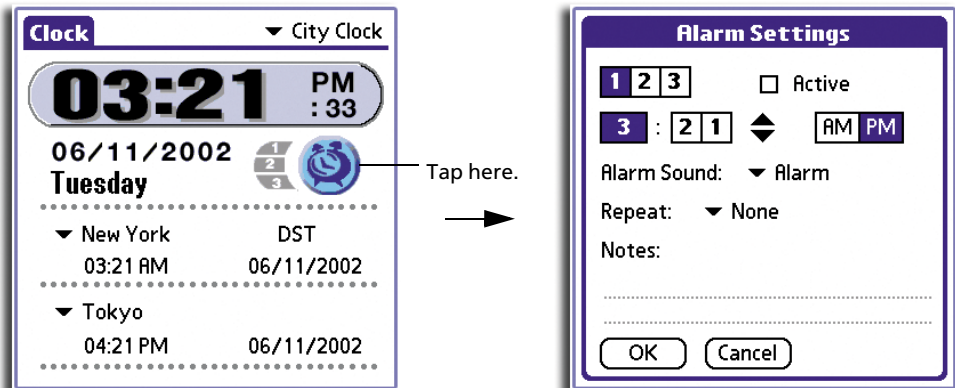 Clock
City Clock
03:21 PM :33
06/11/2002
Tuesday
1
2
3
New York DST
03:21 AM 06/11/2002
Tokyo
04:21 PM 06/11/2002
Tap here.
Alarm Settings
1 2 3 Active
3 : 2 1 AM PM
Alarm Sound: Alarm
Repeat: None
Notes:
OK Cancel